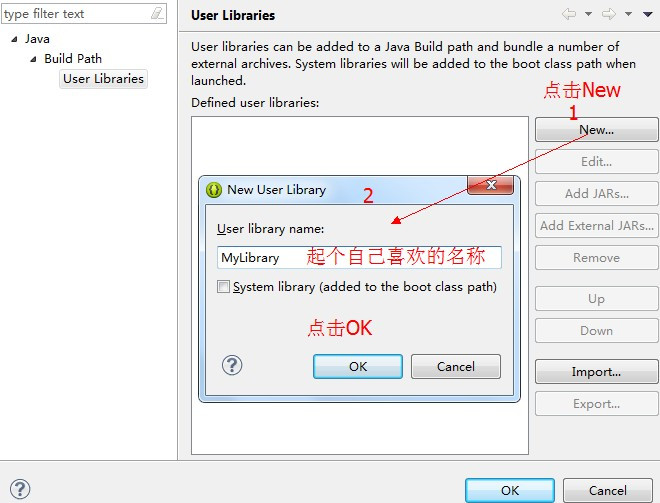 type filter text
Java
Build Path
User Libraries
User Libraries
User libraries can be added to a Java Build path and bundle a number of
external archives. System libraries will be added to the boot class path when
launched.
Defined user libraries:
点击New
1
New...
Edit...
Add JARs...
Add External JARs...
Remove
Up
Down
Import...
Export...
New User Library
2
User library name:
MyLibrary 起个自己喜欢的名称
System library (added to the boot class path)
点击OK
OK
Cancel
OK
Cancel